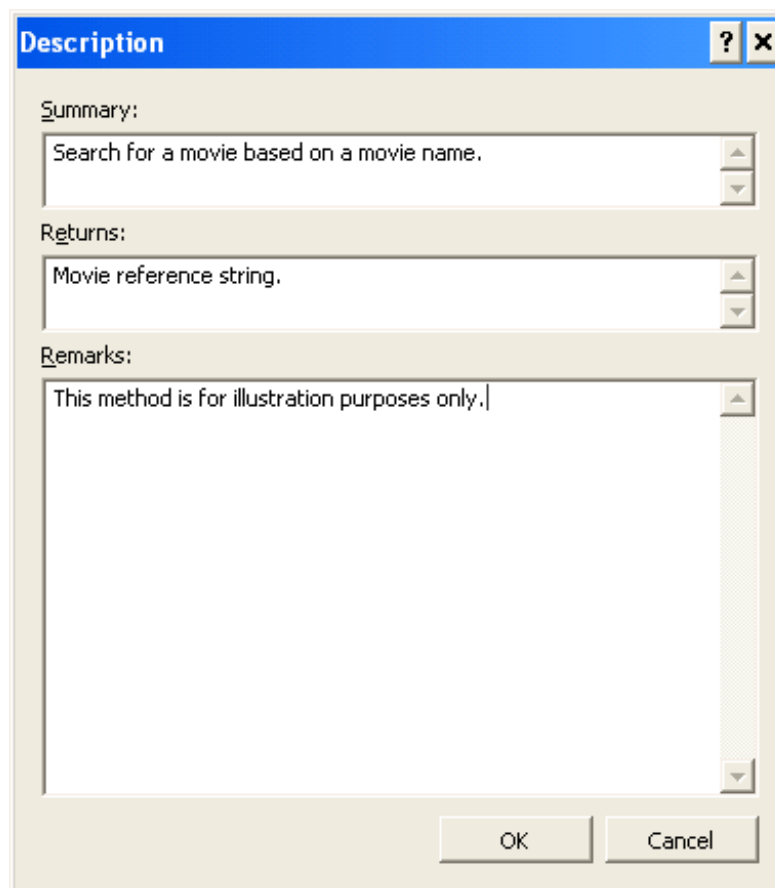 Description
Summary:
Search for a movie based on a movie name.
Returns:
Movie reference string.
Remarks:
This method is for illustration purposes only.
OK Cancel